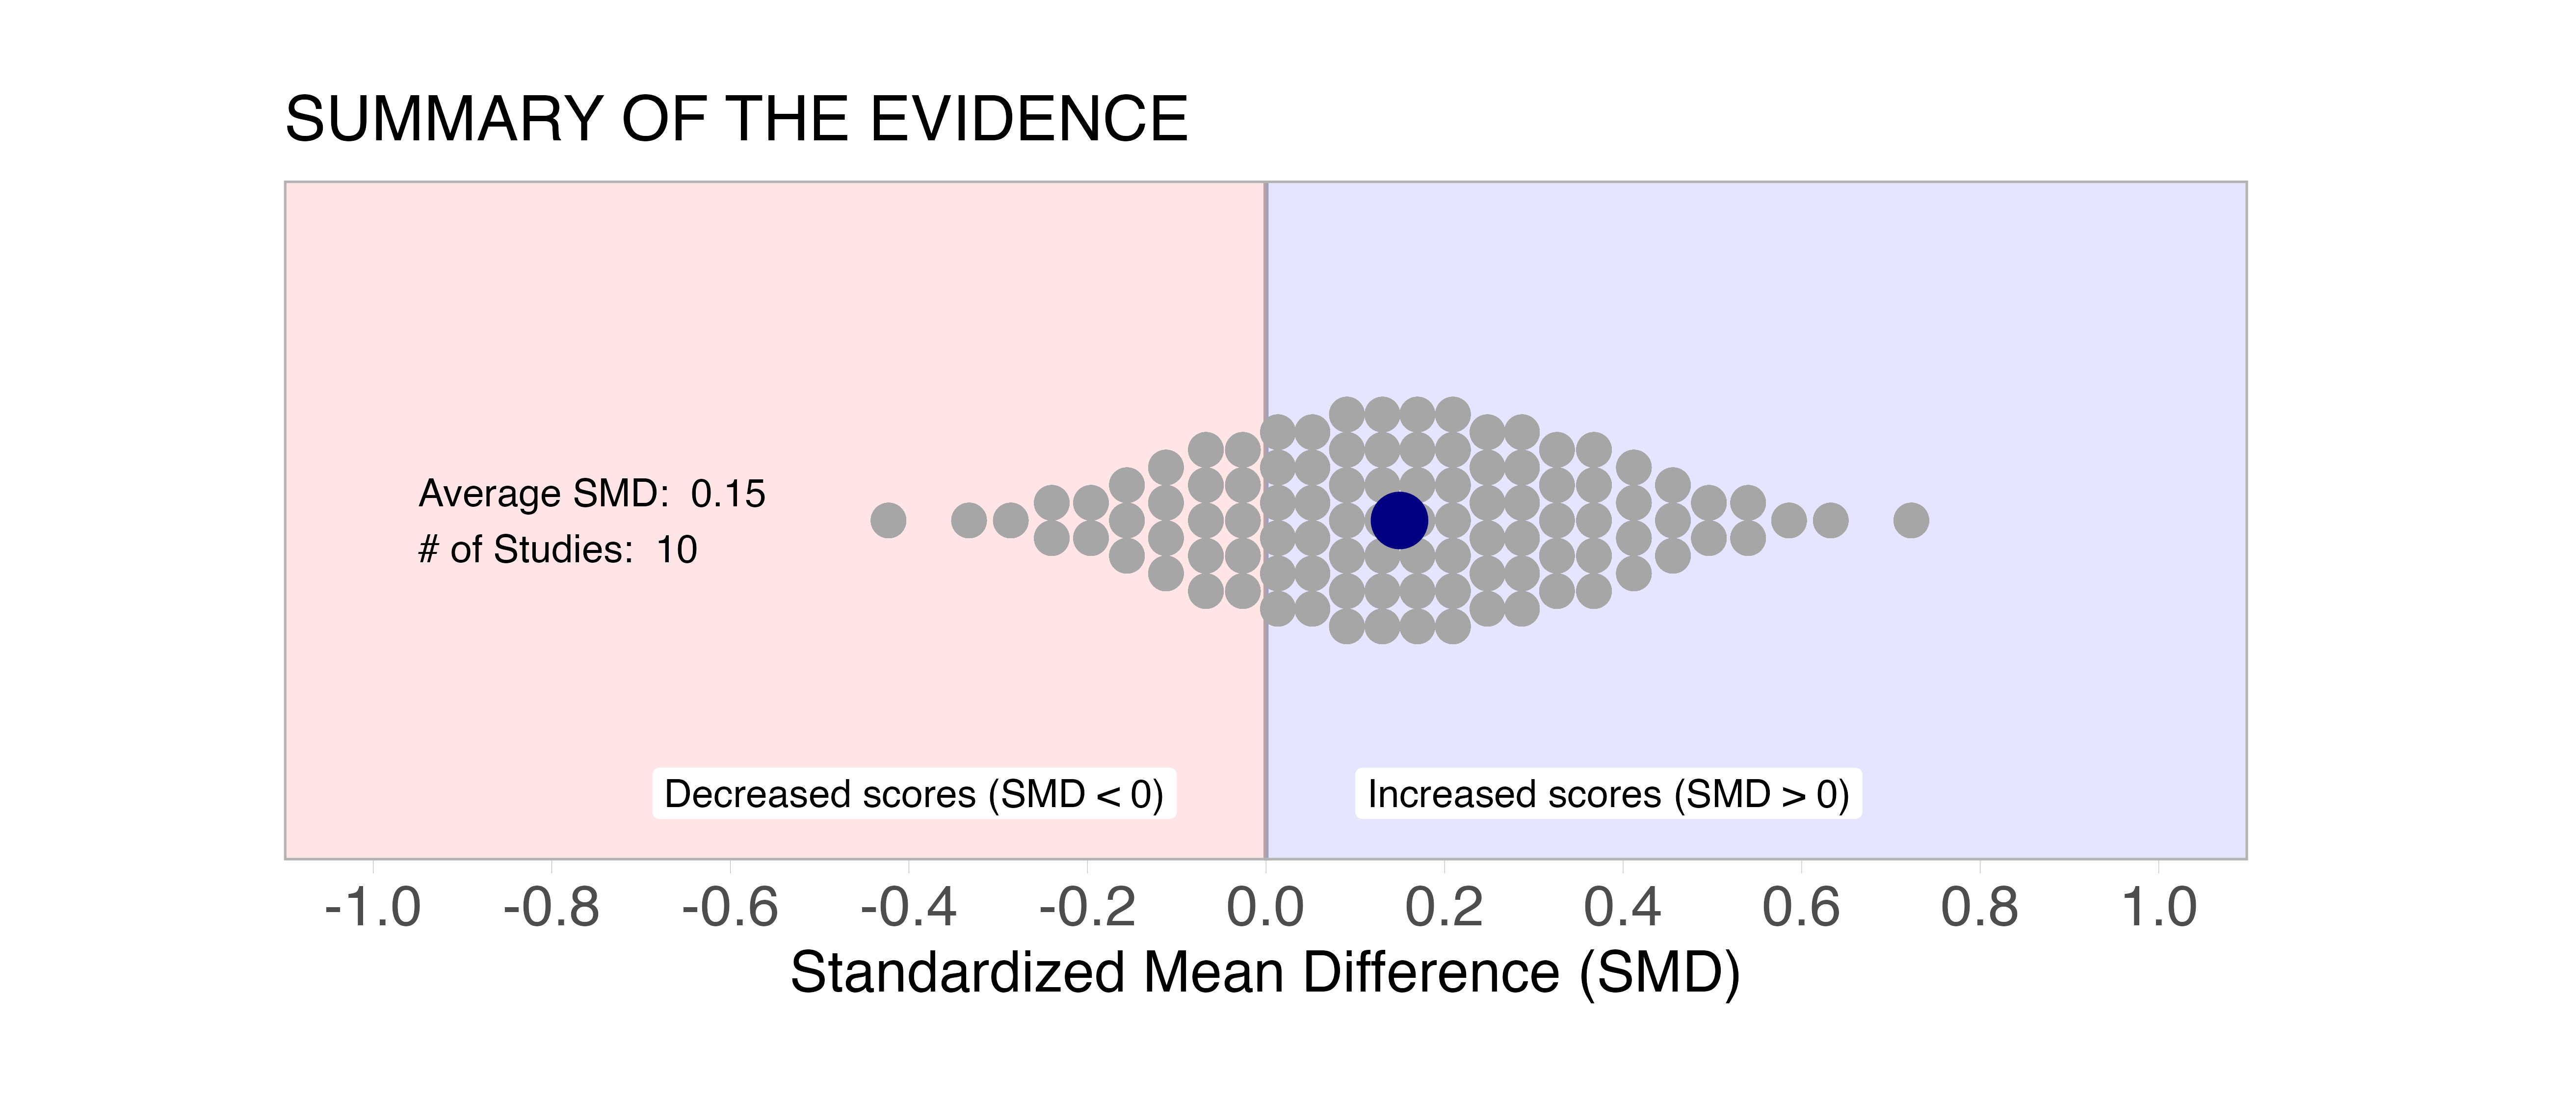 SUMMARY OF THE EVIDENCE
Average SMD: 0.15
# of Studies: 10
Decreased scores (SMD < 0)
Increased scores (SMD > 0)
-1.0 -0.8 -0.6 -0.4 -0.2 0.0 0.2 0.4 0.6 0.8 1.0
Standardized Mean Difference (SMD)